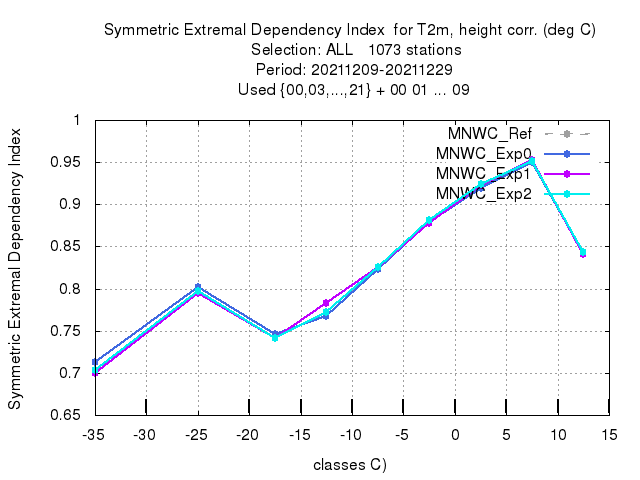 Symmetric Extremal Dependency Index  for T2m, height corr. (deg C)
Selection: ALL   1073 stations
Period: 20211209-20211229
Used {00,03,...,21} + 00 01 ... 09
Symmetric Extremal Dependency Index
1
0.95
0.9
0.85
0.8
0.75
0.7
0.65
MNWC_Ref
MNWC_Exp0
MNWC_Exp1
MNWC_Exp2
-35 -30 -25 -20 -15 -10 -5 0 5 10 15
classes C)